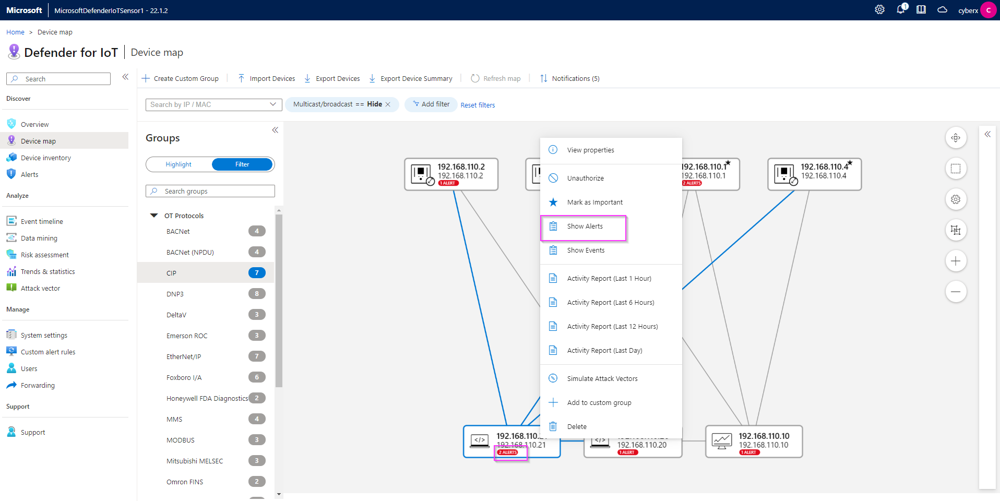 Microsoft MicrosoftDefenderIoTSensor1 - 22.1.2
1 cyberx C
Home > Device map
Defender for IoT Device map
Search
Create Custom Group Import Devices Export Devices Export Device Summary Refresh map Notifications (5)
Search by IP / MAC Multicast/broadcast == Hide Add filter Reset filters
Discover
Overview
Device map
Device inventory
Alerts
Analyze
Event timeline
Data mining
Risk assessment
Trends & statistics
Attack vector
Manage
System settings
Custom alert rules
Users
Forwarding
Support
Support
Groups
Highlight Filter
Search groups
OT Protocols
BACNet 4
BACNet (NPDU) 4
CIP 7
DNP3 8
DeltaV 3
Emerson ROC 3
EtherNet/IP 7
Foxboro I/A 6
Honeywell FDA Diagnostics 2
MMS 4
MODBUS 3
Mitsubishi MELSEC 3
Omron FINS 2
192.168.110.2
192.168.110.2
1 ALERT
192.168.110.1
192.168.110.1
2 ALERTS
192.168.110.4
192.168.110.4
View properties
Unauthorize
Mark as Important
Show Alerts
Show Events
Activity Report (Last 1 Hour)
Activity Report (Last 6 Hours)
Activity Report (Last 12 Hours)
Activity Report (Last Day)
Simulate Attack Vectors
Add to custom group
Delete
192.168.110.21
192.168.110.21
2 ALERTS
192.168.110.20
192.168.110.20
1 ALERT
192.168.110.10
192.168.110.10
1 ALERT